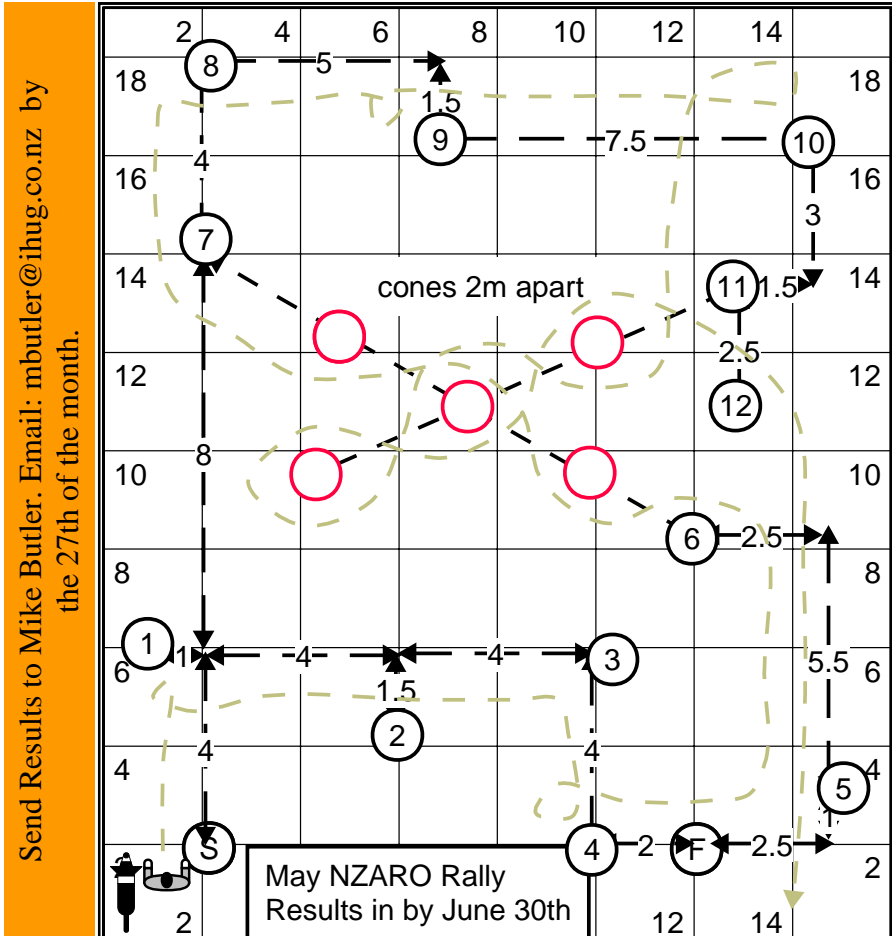 Send Results to Mike Butler. Email: mbutler@ihug.co.nz by
the 27th of the month.
2 4 6 8 10 12 14
18 8 5 18
1.5
9 7.5 10
4
16 3 16
7
14 cones 2m apart 11 1.5 14
2.5
12 12 12
8
10 10
6 2.5
8 8
1 1 4 4 3
6 5.5 6
1.5
2
4 4 4 4
5
1
S 4 2 F 2.5
2
May NZARO Rally
Results in by June 30th
2 12 14